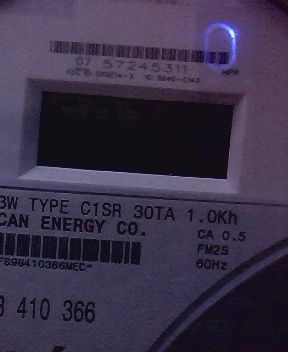 07 57245311
3W TYPE C1SR 30TA 1.0Kh
CAN ENERGY CO.
CA 0.5
FM2S
60Hz
410 366